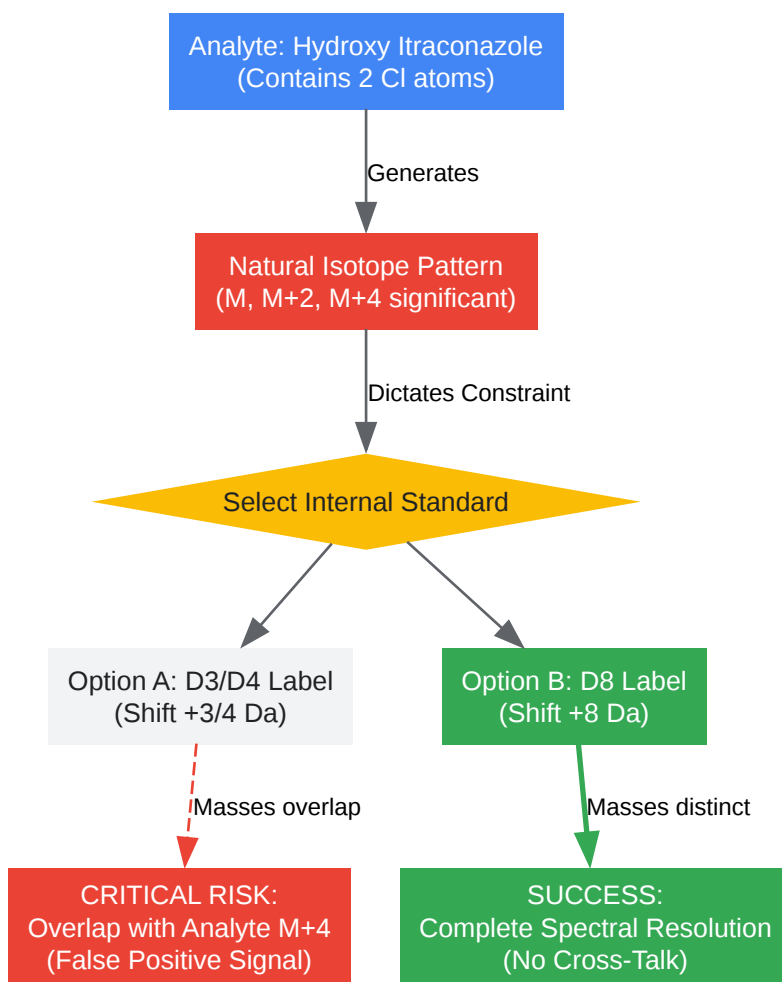 Analyte: Hydroxy Itraconazole
(Contains 2 Cl atoms)
Generates
Natural Isotope Pattern
(M, M+2, M+4 significant)
Dictates Constraint
Select Internal Standard
Option A: D3/D4 Label
(Shift +3/4 Da)
Option B: D8 Label
(Shift +8 Da)
Masses overlap
Masses distinct
CRITICAL RISK:
Overlap with Analyte M+4
(False Positive Signal)
SUCCESS:
Complete Spectral Resolution
(No Cross-Talk)